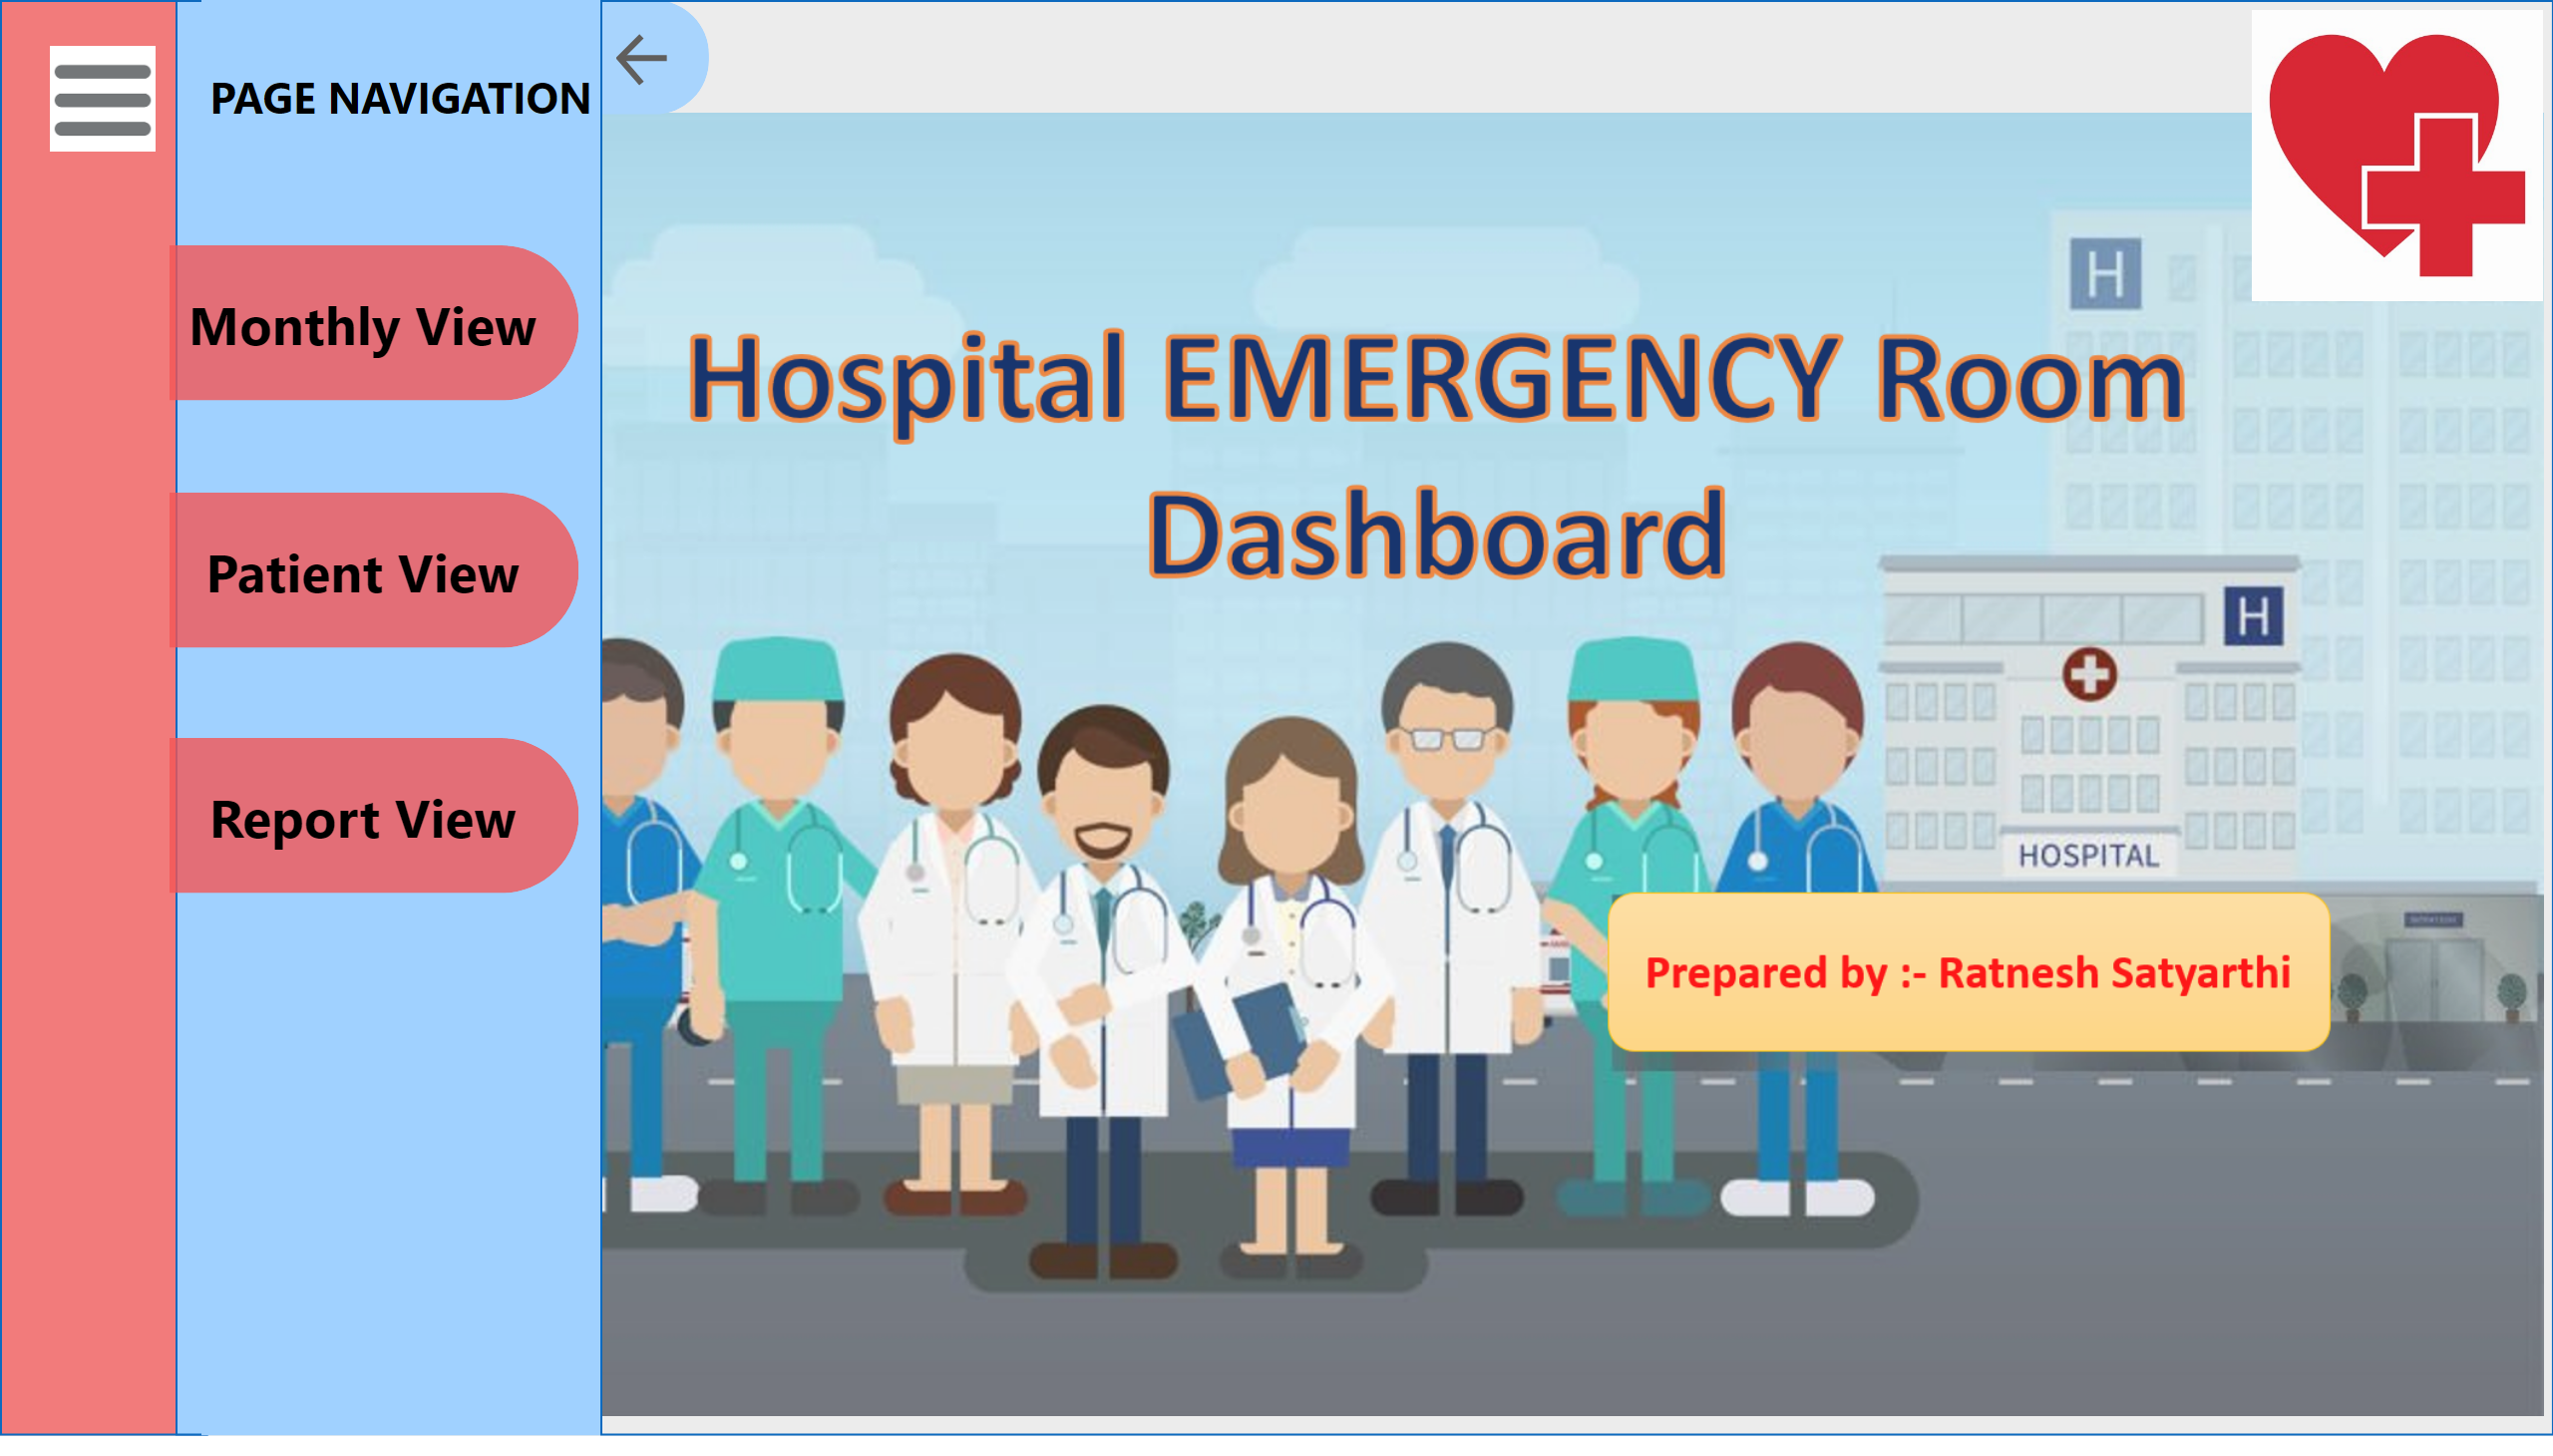 PAGE NAVIGATION
Monthly View
Patient View
Report View
Hospital EMERGENCY Room
Dashboard
H
H
HOSPITAL
Prepared by :- Ratnesh Satyarthi